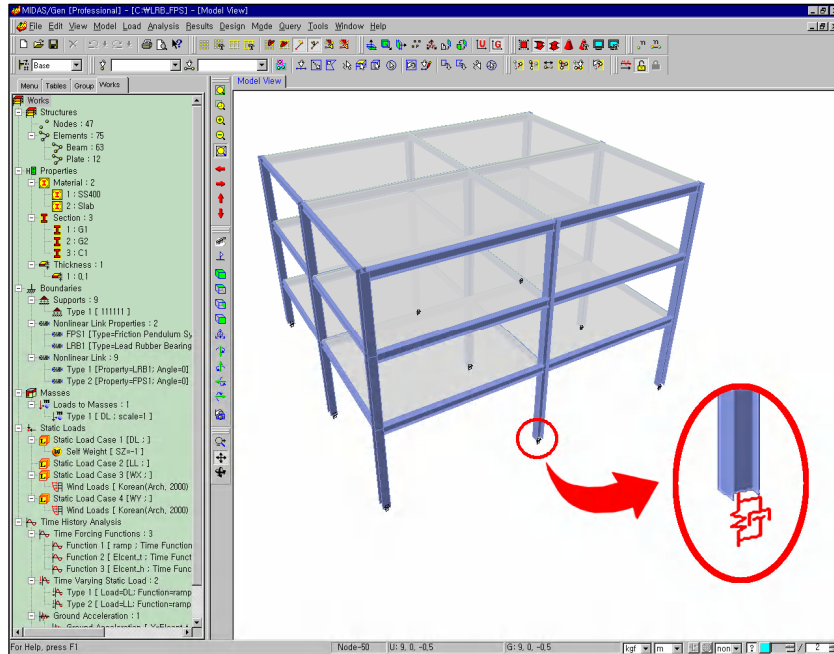 MIDAS/Gen [Professional] - [C:\LRB_FPS] - [Model View]
File Edit View Model Load Analysis Results Design Mode Query Tools Window Help
Base
Menu Tables Group Works
Model View
Works
Structures
Nodes : 47
Elements : 75
Beam : 63
Plate : 12
Properties
Material : 2
1 : SS400
2 : Slab
Section : 3
1 : G1
2 : G2
3 : C1
Thickness : 1
1 : 0,1
Boundaries
Supports : 9
Type 1 [ 111111 ]
Nonlinear Link Properties : 2
FPS1 [Type=Friction Pendulum Sy
LRB1 [Type=Lead Rubber Bearing
Nonlinear Link : 9
Type 1 [Property=LRB1; Angle=0]
Type 2 [Property=FPS1; Angle=0]
Masses
Loads to Masses : 1
Type 1 [ DL ; scale=1 ]
Static Loads
Static Load Case 1 [DL ; ]
Self Weight [ SZ=-1 ]
Static Load Case 2 [LL ; ]
Static Load Case 3 [WX ; ]
Wind Loads [ Korean(Arch, 2000)
Static Load Case 4 [WY ; ]
Wind Loads [ Korean(Arch, 2000)
Time History Analysis
Time Forcing Functions : 3
Function 1 [ ramp ; Time Function
Function 2 [ Elcent_t ; Time Funct
Function 3 [ Elcent_h ; Time Func
Time Varying Static Load : 2
Type 1 [Load=DL; Function=ramp
Type 2 [Load=LL; Function=ramp
Ground Acceleration : 1
For Help, press F1 Node-50 U: 9, 0, -0,5 G: 9, 0, -0,5 kgf m non ? / 2